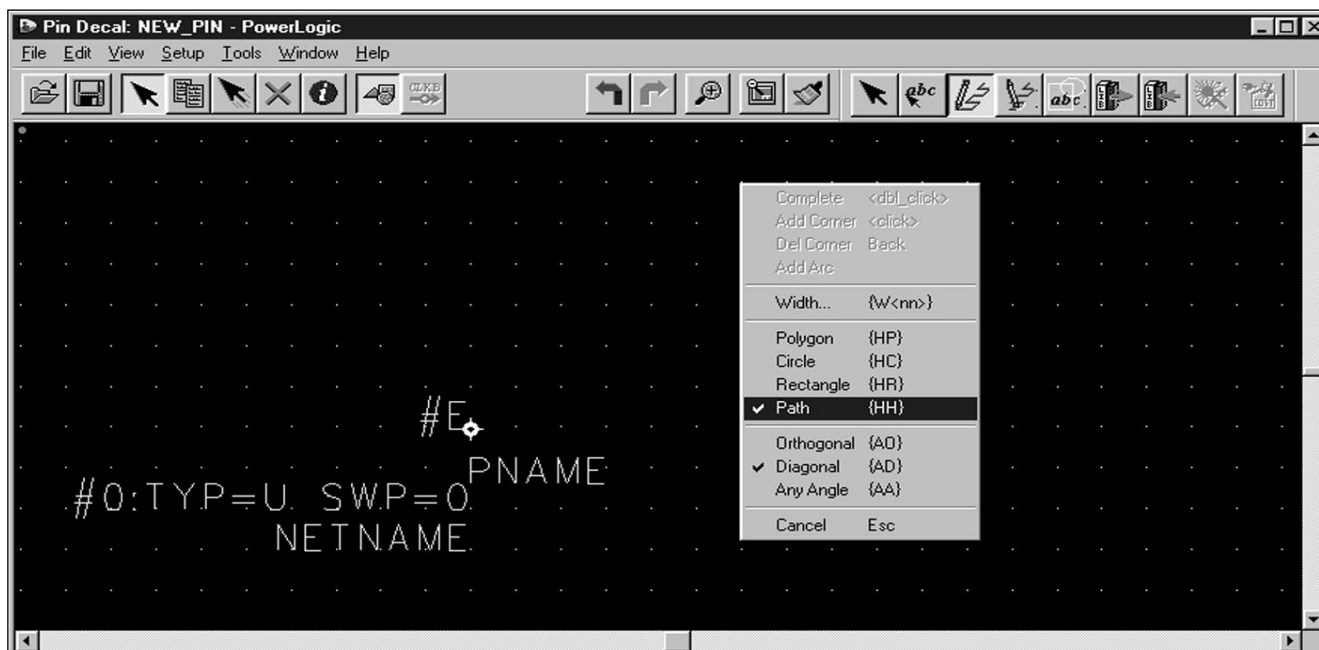 Pin Decal: NEW_PIN - PowerLogic
File Edit View Setup Tools Window Help
abc
abc
Complete <dbl_click>
Add Corner <click>
Del Corner Back
Add Arc
Width... {W<nn>}
Polygon {HP}
Circle {HC}
Rectangle {HR}
Path {HH}
Orthogonal {AO}
Diagonal {AD}
Any Angle {AA}
Cancel Esc
#E
PNAME
#0:TYP=U SWP=0
NETNAME